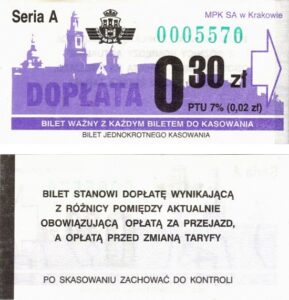 Seria A
MPK SA w Krakowie
0005570
DOPŁATA
0 30 zł
PTU 7% (0,02 zł)
BILET WAŻNY Z KAŻDYM BILETEM DO KASOWANIA
BILET JEDNOKROTNEGO KASOWANIA
BILET STANOWI DOPŁATĘ WYNIKAJĄCĄ
Z RÓŻNICY POMIĘDZY AKTUALNIE
OBOWIĄZUJĄCĄ OPŁATĄ ZA PRZEJAZD,
A OPŁATĄ PRZED ZMIANĄ TARYFY
PO SKASOWANIU ZACHOWAĆ DO KONTROLI